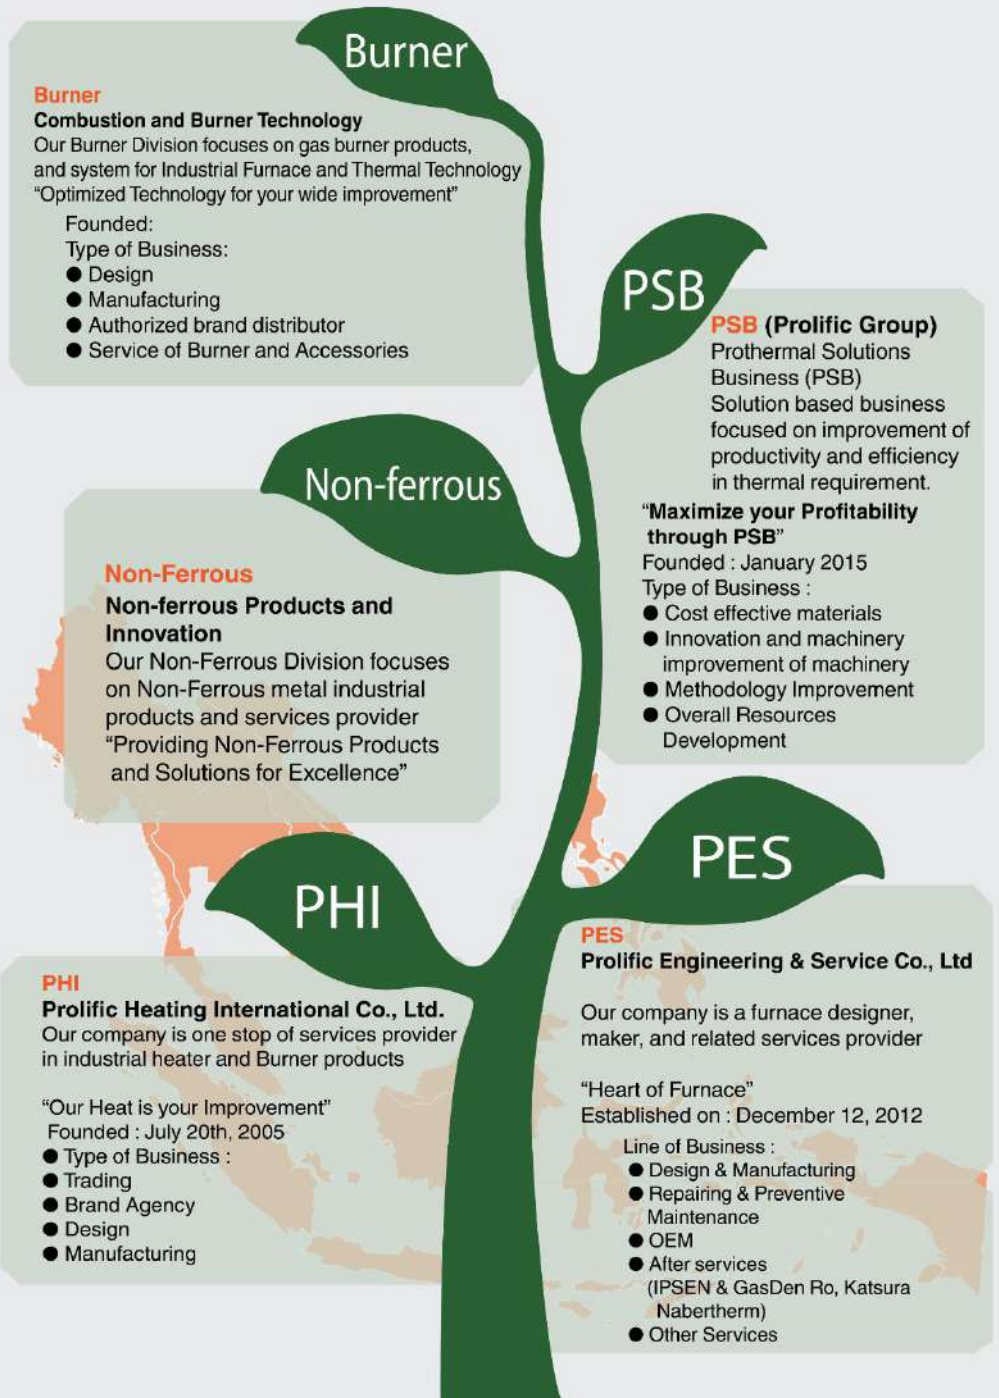 Burner
Burner
Combustion and Burner Technology
Our Burner Division focuses on gas burner products,
and system for Industrial Furnace and Thermal Technology
“Optimized Technology for your wide improvement”
Founded:
Type of Business:
● Design
● Manufacturing
● Authorized brand distributor
● Service of Burner and Accessories
PSB
PSB (Prolific Group)
Prothermal Solutions
Business (PSB)
Solution based business
focused on improvement of
productivity and efficiency
in thermal requirement.
“Maximize your Profitability
through PSB”
Founded : January 2015
Type of Business :
● Cost effective materials
● Innovation and machinery
improvement of machinery
● Methodology Improvement
● Overall Resources
Development
Non-ferrous
Non-Ferrous
Non-ferrous Products and
Innovation
Our Non-Ferrous Division focuses
on Non-Ferrous metal industrial
products and services provider
“Providing Non-Ferrous Products
and Solutions for Excellence”
PHI
PHI
Prolific Heating International Co., Ltd.
Our company is one stop of services provider
in industrial heater and Burner products
“Our Heat is your Improvement”
Founded : July 20th, 2005
● Type of Business :
● Trading
● Brand Agency
● Design
● Manufacturing
PES
PES
Prolific Engineering & Service Co., Ltd
Our company is a furnace designer,
maker, and related services provider
“Heart of Furnace”
Established on : December 12, 2012
Line of Business :
● Design & Manufacturing
● Repairing & Preventive
Maintenance
● OEM
● After services
(IPSEN & GasDen Ro, Katsura
Nabertherm)
● Other Services